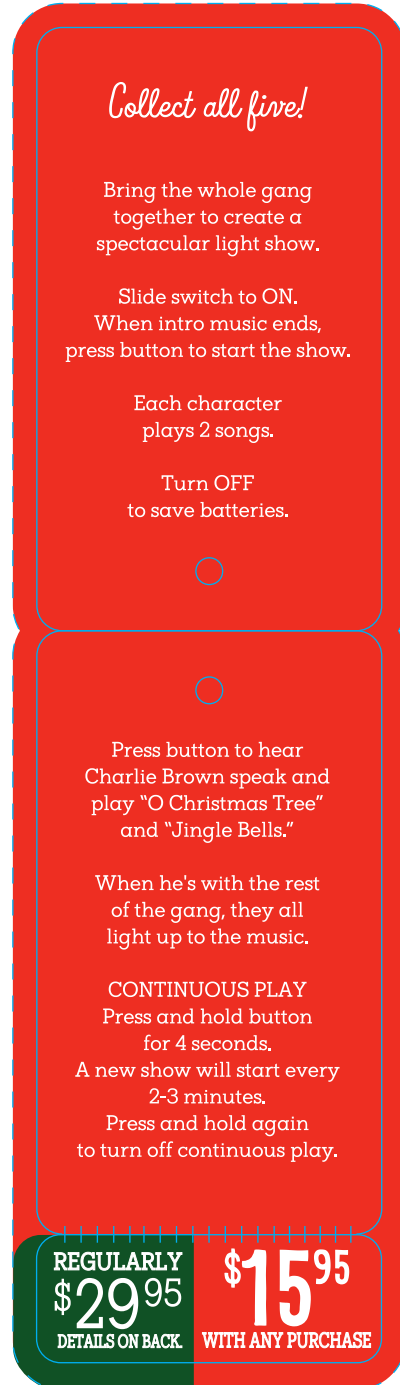 Collect all five!
Bring the whole gang
together to create a
spectacular light show.
Slide switch to ON.
When intro music ends,
press button to start the show.
Each character
plays 2 songs.
Turn OFF
to save batteries.
Press button to hear
Charlie Brown speak and
play “O Christmas Tree”
and “Jingle Bells.”
When he's with the rest
of the gang, they all
light up to the music.
CONTINUOUS PLAY
Press and hold button
for 4 seconds.
A new show will start every
2-3 minutes.
Press and hold again
to turn off continuous play.
REGULARLY
$29.95
DETAILS ON BACK.
$15.95
WITH ANY PURCHASE